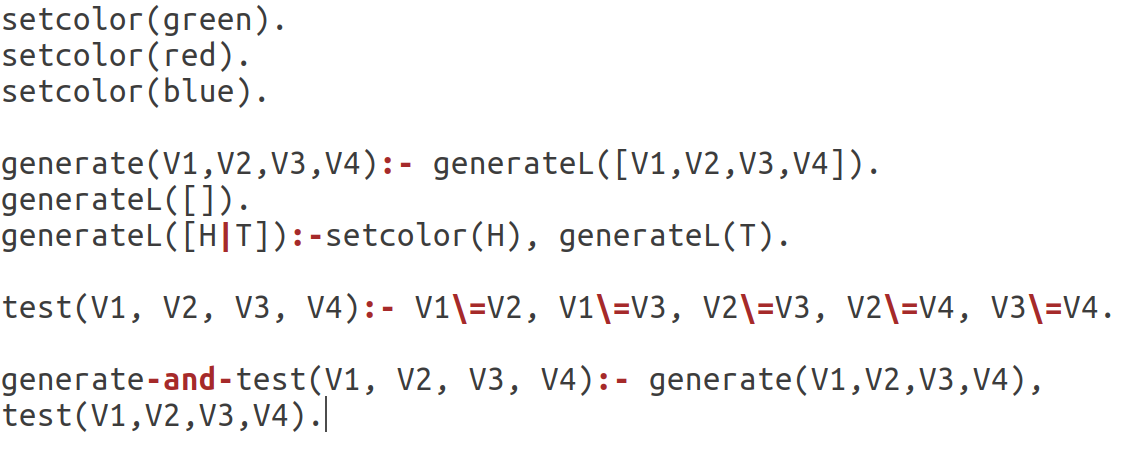 setcolor(green).
setcolor(red).
setcolor(blue).
generate(V1,V2,V3,V4):- generateL([V1,V2,V3,V4]).
generateL([]).
generateL([H|T]):-setcolor(H), generateL(T).
test(V1, V2, V3, V4):- V1\=V2, V1\=V3, V2\=V3, V2\=V4, V3\=V4.
generate-and-test(V1, V2, V3, V4):- generate(V1,V2,V3,V4),
test(V1,V2,V3,V4).